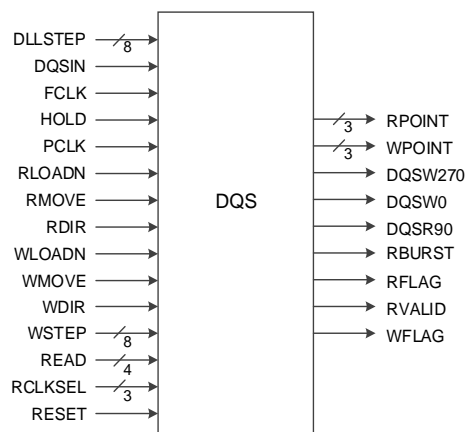 DLLSTEP
8
DQSIN
FCLK
HOLD
PCLK
RLOADN
RMOVE
RDIR
WLOADN
WMOVE
WDIR
WSTEP
8
READ
4
RCLKSEL
3
RESET
DQS
3
RPOINT
3
WPOINT
DQSW270
DQSW0
DQSR90
RBURST
RFLAG
RVALID
WFLAG